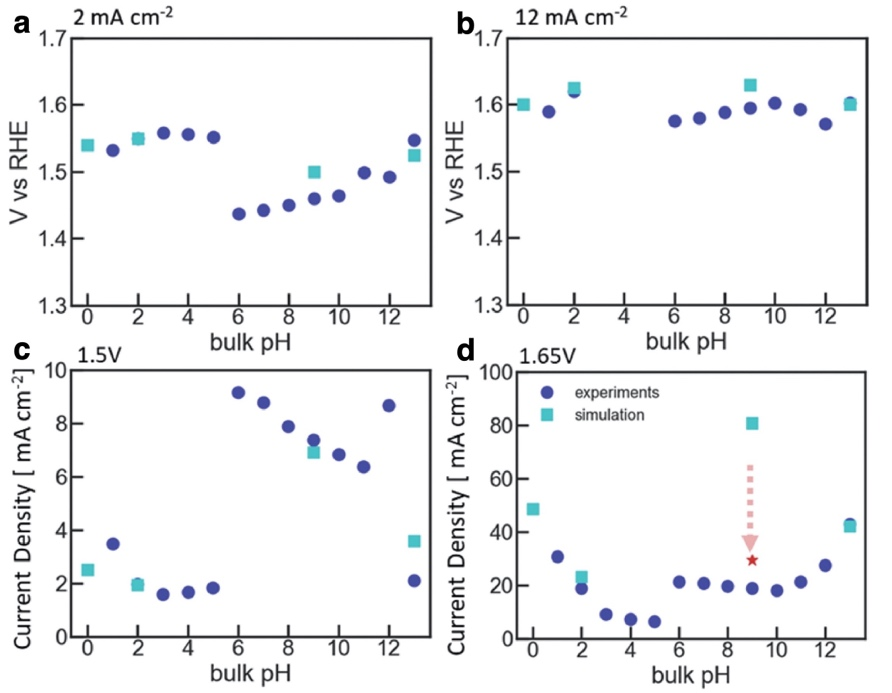 a
2 mA cm-2
V vs RHE
1.7
1.6
1.5
1.4
1.3
0 2 4 6 8 10 12
bulk pH
b
12 mA cm-2
V vs RHE
1.7
1.6
1.5
1.4
1.3
0 2 4 6 8 10 12
bulk pH
c
1.5V
Current Density [ mA cm-2]
10
8
6
4
2
0
0 2 4 6 8 10 12
bulk pH
d
1.65V
Current Density [ mA cm-2]
100
80
60
40
20
0
experiments
simulation
0 2 4 6 8 10 12
bulk pH